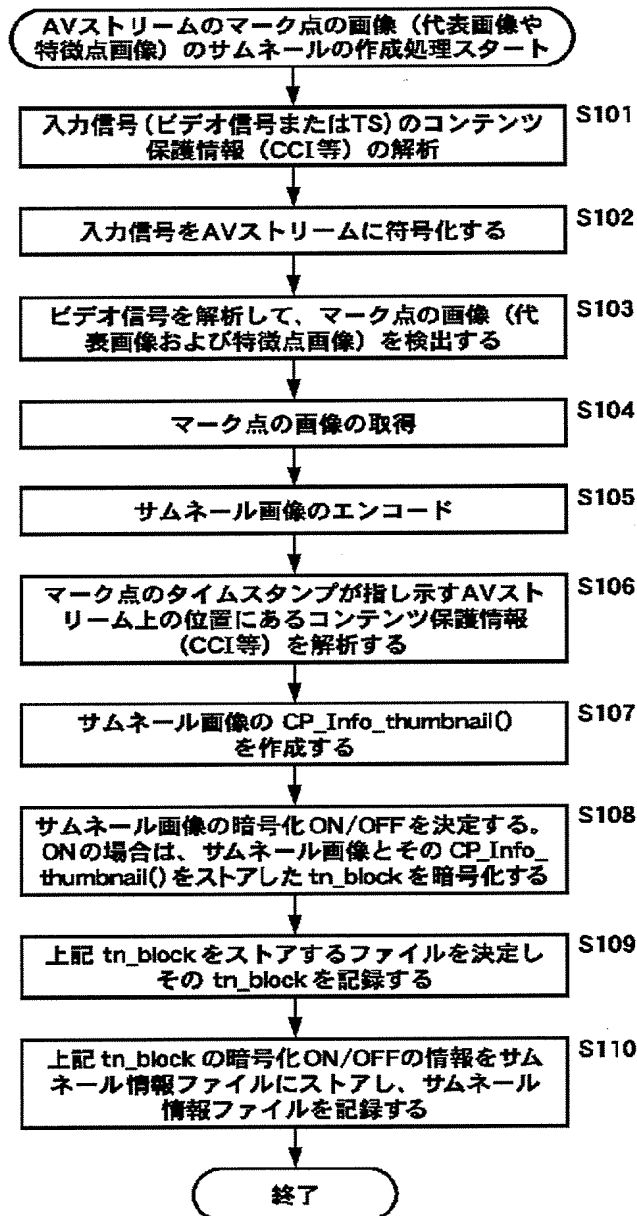 AVストリームのマーク点の画像（代表画像や
特徴点画像）のサムネールの作成処理スタート
S101
入力信号（ビデオ信号またはTS）のコンテンツ
保護情報（CCI等）の解析
S102
入力信号をAVストリームに符号化する
S103
ビデオ信号を解析して、マーク点の画像（代
表画像および特徴点画像）を検出する
S104
マーク点の画像の取得
S105
サムネール画像のエンコード
S106
マーク点のタイムスタンプが指し示すAVスト
リーム上の位置にあるコンテンツ保護情報
（CCI等）を解析する
S107
サムネール画像の CP_Info_thumbnail()
を作成する
S108
サムネール画像の暗号化ON/OFFを決定する。
ONの場合は、サムネール画像とその CP_Info_
thumbnail()をストアした tn_block を暗号化する
S109
上記 tn_block をストアするファイルを決定し
その tn_block を記録する
S110
上記 tn_block の暗号化ON/OFFの情報をサム
ネール情報ファイルにストアし、サムネール
情報ファイルを記録する
終了